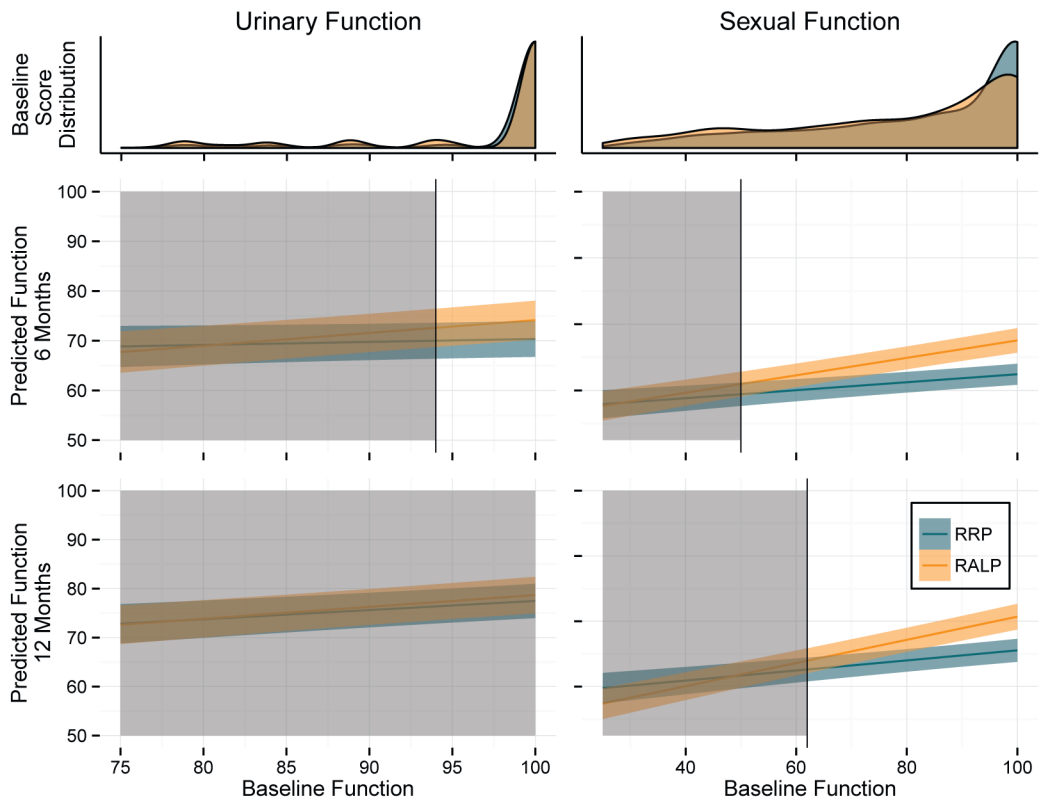 Urinary Function
Sexual Function
Baseline
Score
Distribution
Predicted Function
6 Months
100
90
80
70
60
50
Predicted Function
12 Months
100
90
80
70
60
50
RRP
RALP
75 80 85 90 95 100
40 60 80 100
Baseline Function
Baseline Function